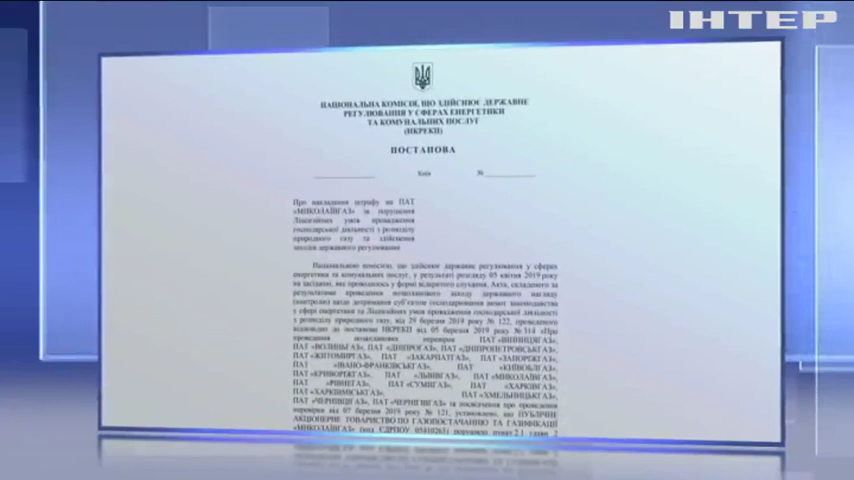 ІНТЕР
НАЦІОНАЛЬНА КОМІСІЯ, ЩО ЗДІЙСНЮЄ ДЕРЖАВНЕ
РЕГУЛЮВАННЯ У СФЕРАХ ЕНЕРГЕТИКИ
ТА КОМУНАЛЬНИХ ПОСЛУГ
(НКРЕКП)
ПОСТАНОВА
Київ №
Про накладення штрафу на ПАТ
«МИКОЛАЇВГАЗ» за порушення
Ліцензійних умов провадження
господарської діяльності з розподілу
природного газу та здійснення
заходів державного регулювання
Національною комісією, що здійснює державне регулювання у сферах
енергетики та комунальних послуг, у результаті розгляду 05 квітня 2019 року
на засіданні, яке проводилось у формі відкритого слухання, Акта, складеного за
результатами проведення позапланового заходу державного нагляду
(контролю) щодо дотримання суб'єктом господарювання вимог законодавства
у сфері енергетики та Ліцензійних умов провадження господарської діяльності
з розподілу природного газу, від 29 березня 2019 року № 122, проведеного
відповідно до постанови НКРЕКП від 05 березня 2019 року № 314 «Про
проведення позапланових перевірок ПАТ «ВІННИЦЯГАЗ»,
ПАТ «ВОЛИНЬГАЗ», ПАТ «ДНІПРОГАЗ», ПАТ «ДНІПРОПЕТРОВСЬКГАЗ»,
ПАТ «ЖИТОМИРГАЗ», ПАТ «ЗАКАРПАТГАЗ», ПАТ «ЗАПОРІЖГАЗ»,
ПАТ «ІВАНО-ФРАНКІВСЬКГАЗ», ПАТ «КИЇВОБЛГАЗ»,
ПАТ «КРИВОРІЖГАЗ», ПАТ «ЛЬВІВГАЗ», ПАТ «МИКОЛАЇВГАЗ»,
ПАТ «РІВНЕГАЗ», ПАТ «СУМИГАЗ», ПАТ «ХАРКІВГАЗ»,
ПАТ «ХАРКІВМІСЬКГАЗ», ПАТ «ХМЕЛЬНИЦЬКГАЗ»,
ПАТ «ЧЕРНІВЦІГАЗ», ПАТ «ЧЕРНІГІВГАЗ» та посвідчення про проведення
перевірки від 07 березня 2019 року № 121, установлено, що ПУБЛІЧНЕ
АКЦІОНЕРНЕ ТОВАРИСТВО ПО ГАЗОПОСТАЧАННЮ ТА ГАЗИФІКАЦІЇ
«МИКОЛАЇВГАЗ» (код ЄДРПОУ 05410263) порушило пункт 2.1 глави 2